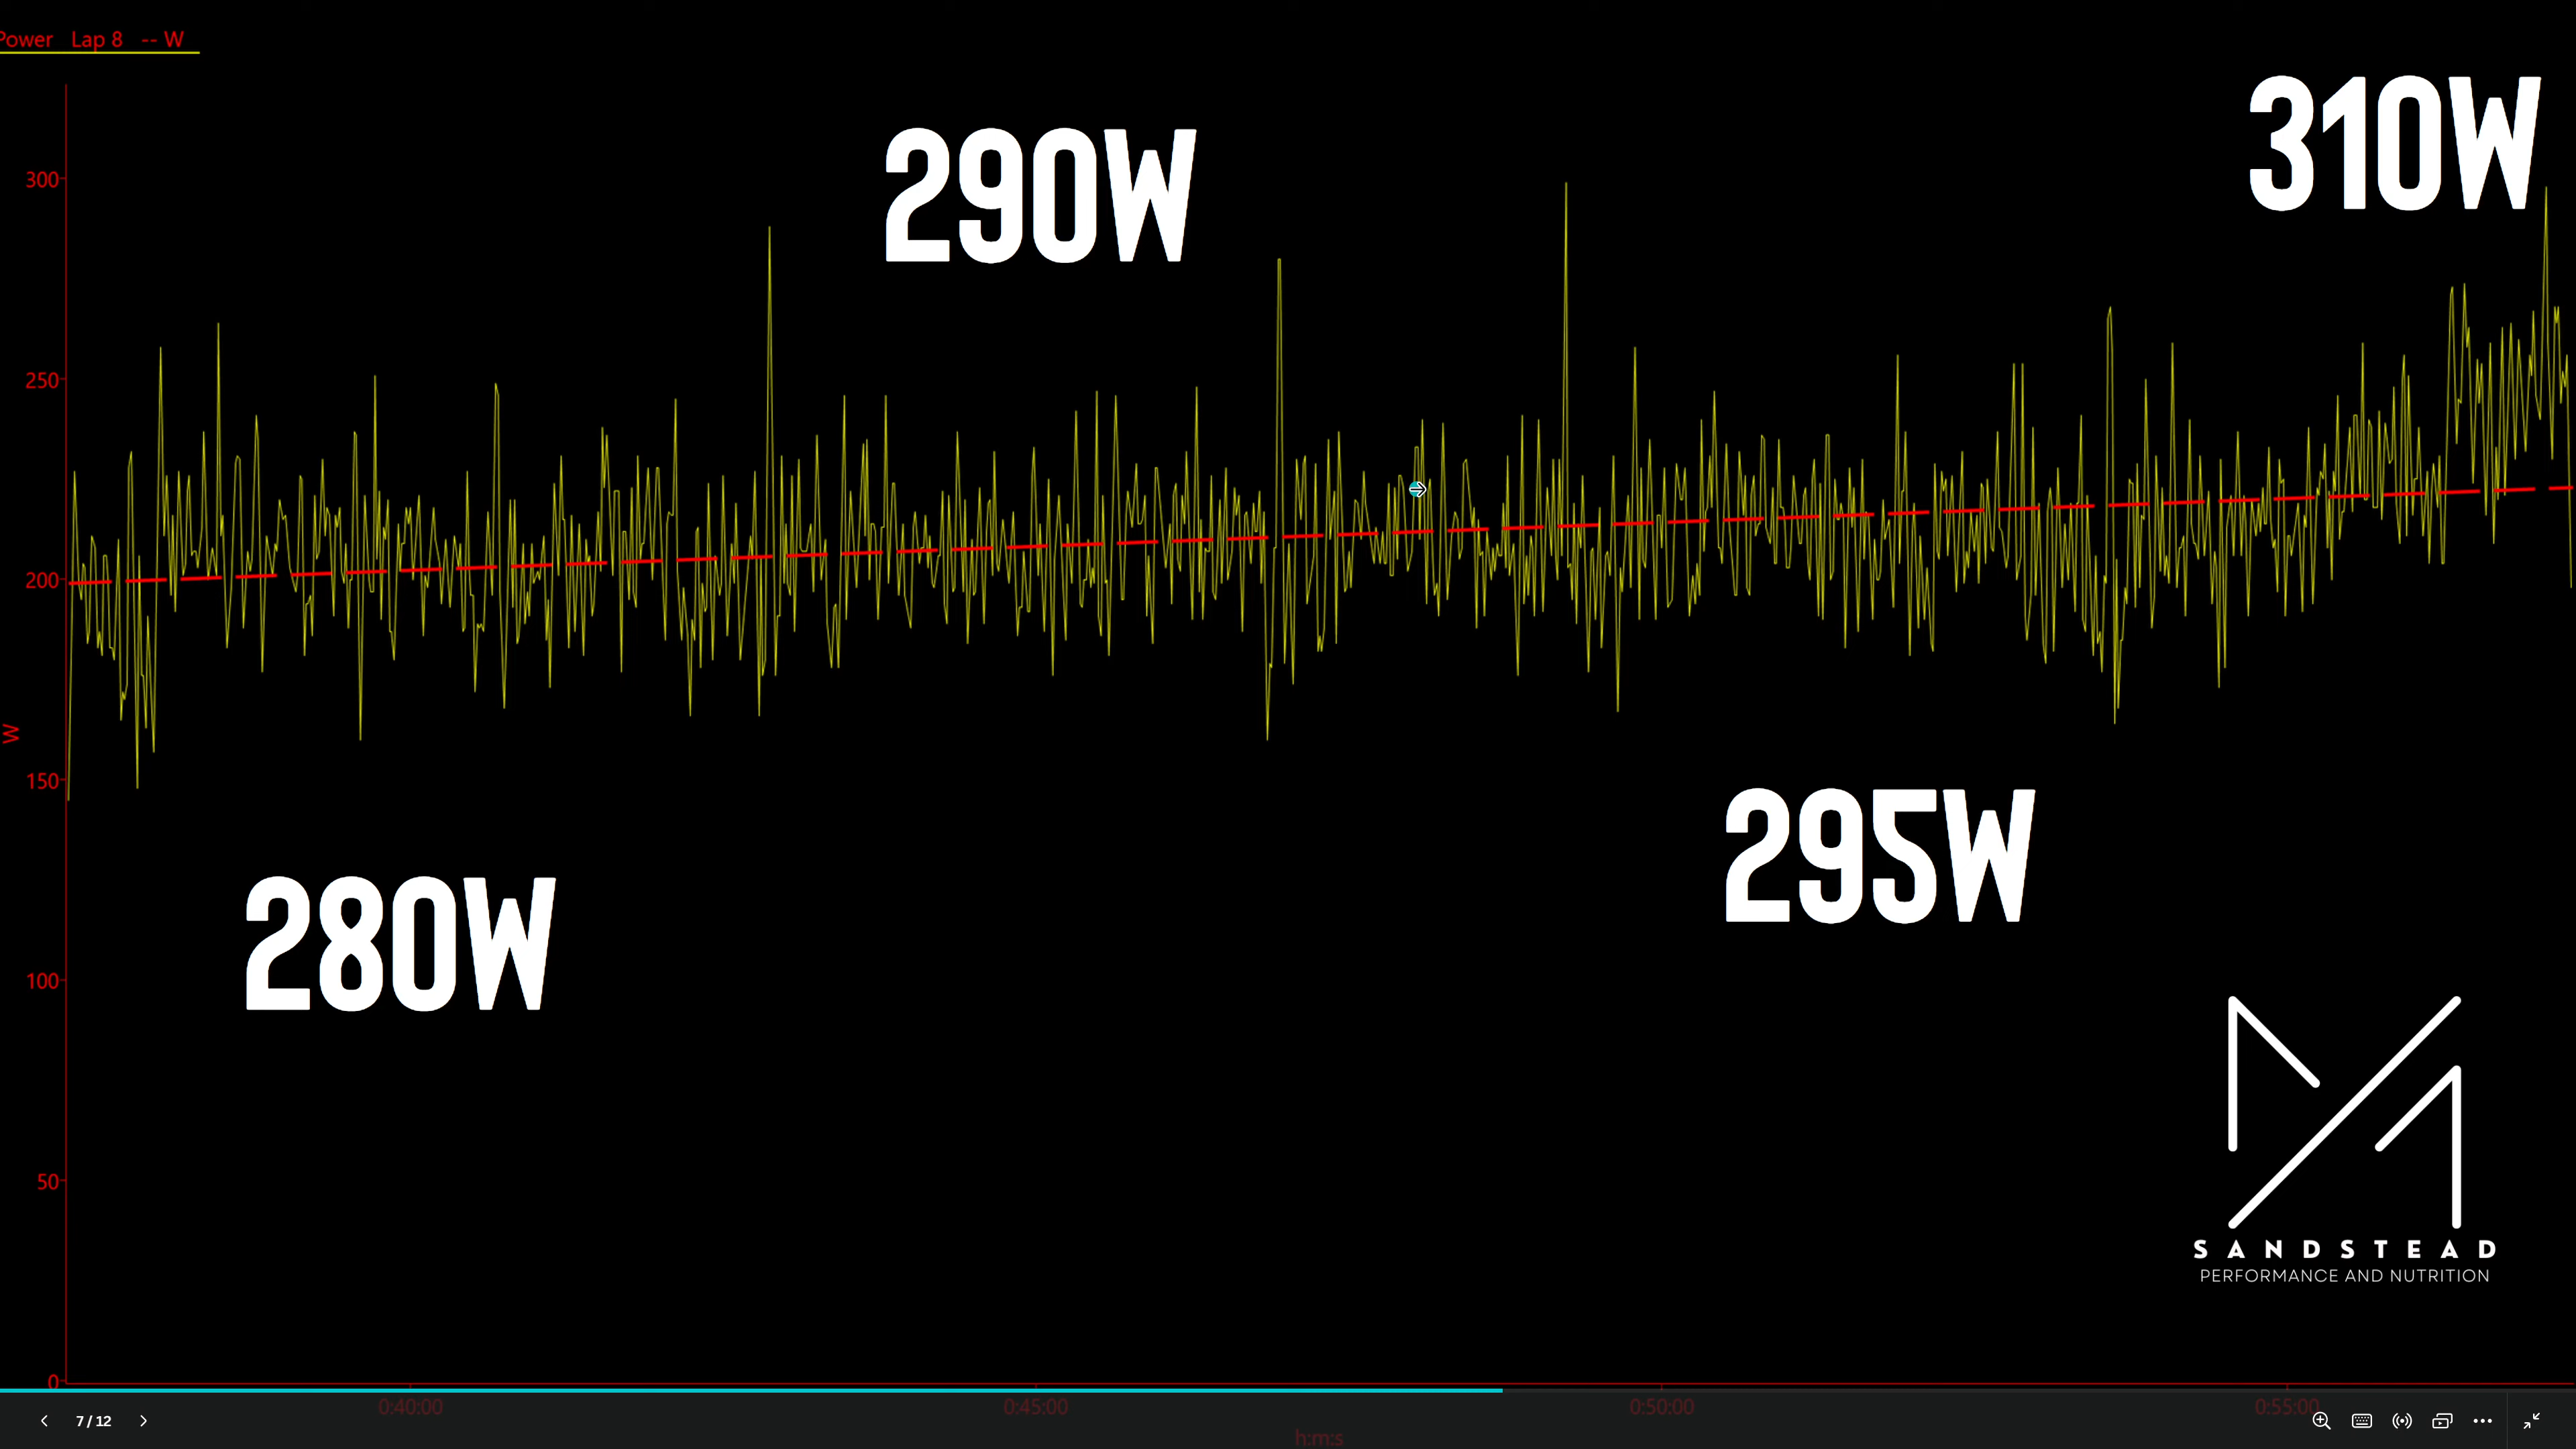 Power Lap 8 -- W
310W
290W
300
250
200
W
150
295W
280W
100
SANDSTEAD
PERFORMANCE AND NUTRITION
50
0
0:40:00 0:45:00 0:50:00 0:55:00
7 / 12
h:m:s